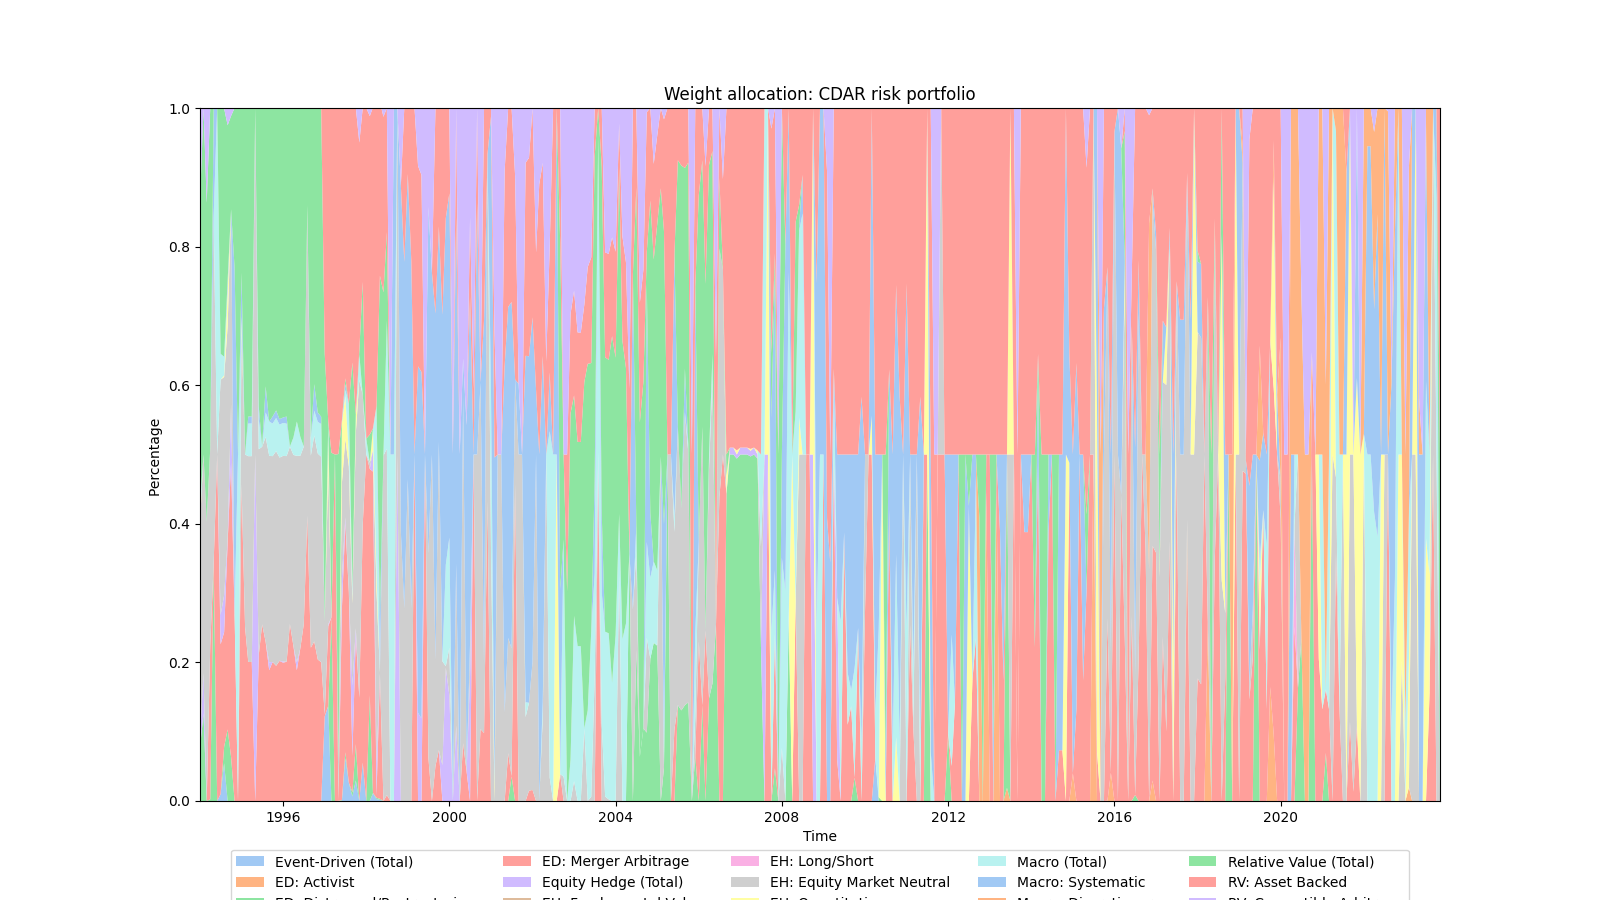 Weight allocation: CDAR risk portfolio
1.0
0.8
0.6
0.4
0.2
0.0
Percentage
1996 2000 2004 2008 2012 2016 2020
Time
Event-Driven (Total) ED: Merger Arbitrage EH: Long/Short Macro (Total) Relative Value (Total)
ED: Activist Equity Hedge (Total) EH: Equity Market Neutral Macro: Systematic RV: Asset Backed